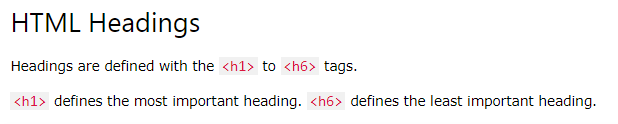 HTML Headings
Headings are defined with the <h1> to <h6> tags.
<h1> defines the most important heading. <h6> defines the least important heading.